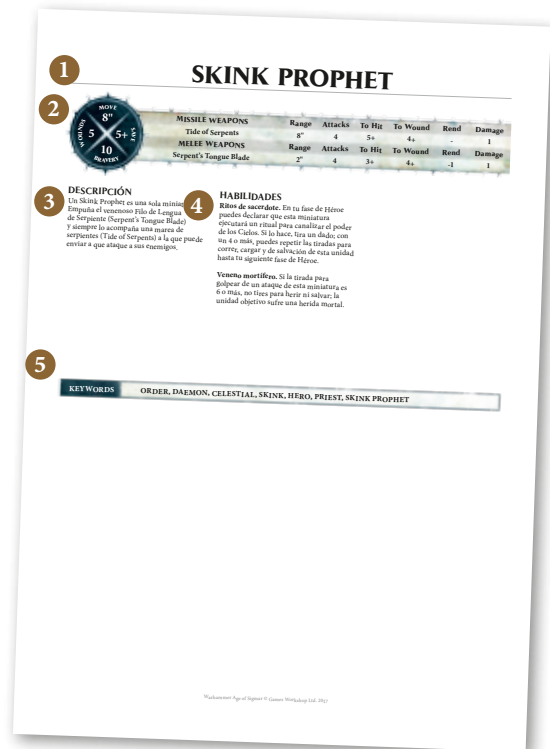 1
SKINK PROPHET
2
MOVE
8"
WOUNDS
5
5+
SAVE
10
BRAVERY
MISSILE WEAPONS Range Attacks To Hit To Wound Rend Damage
Tide of Serpents 8" 4 5+ 4+ - 1
MELEE WEAPONS Range Attacks To Hit To Wound Rend Damage
Serpent's Tongue Blade 2" 4 3+ 4+ -1 1
3
DESCRIPCIÓN
Un Skink Prophet es una sola
Empuña el venenoso Filo de Lengua
de Serpiente (Serpent's Tongue Blade)
y siempre lo acompaña una marea de
serpientes (Tide of Serpents) a la que puede
enviar a que ataque a sus enemigos.
4
HABILIDADES
Ritos de sacerdote. En tu fase de Héroe
puedes declarar que esta miniatura
ejecutará un ritual para canalizar el poder
de los Cielos. Si lo hace, tira un dado; con
un 4 o más, puedes repetir las tiradas para
correr, cargar y de salvación de esta unidad
hasta tu siguiente fase de Héroe.
Veneno mortífero. Si la tirada para
golpear de un ataque de esta miniatura es
6 o más, no tires para herir ni salvar; la
unidad objetivo sufre una herida mortal.
5
KEYWORDS ORDER, DAEMON, CELESTIAL, SKINK, HERO, PRIEST, SKINK PROPHET
Warhammer Age of Sigmar © Games Workshop Ltd. 2017